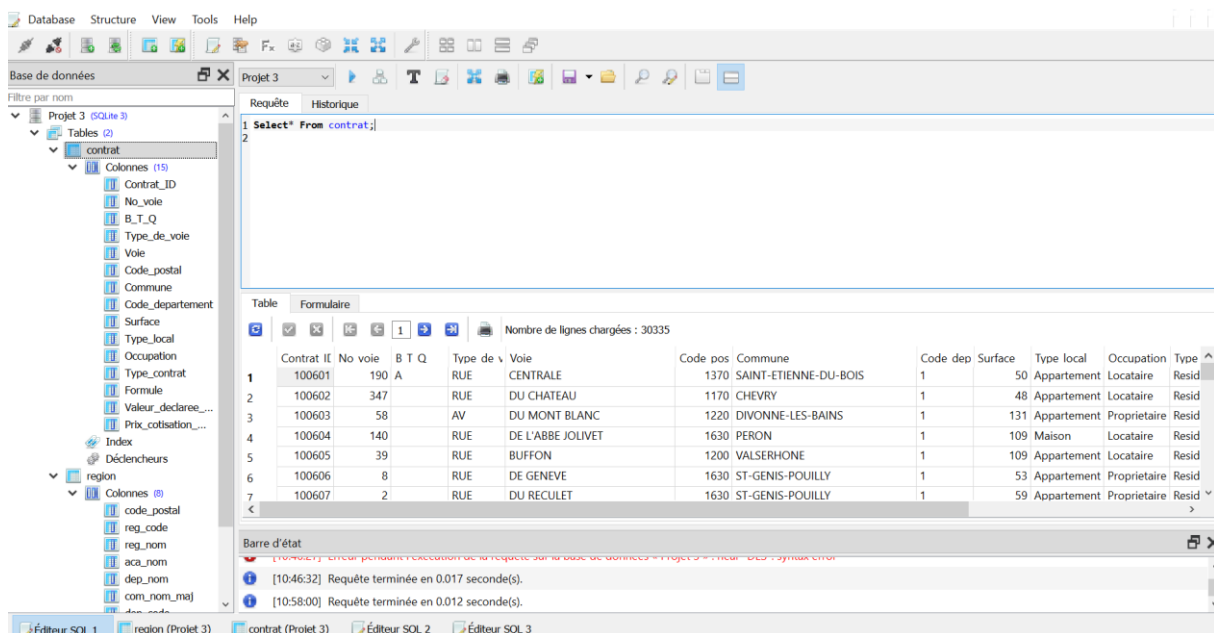 Database Structure View Tools Help
Base de données
Filtre par nom
Projet 3 (SQLite 3)
Tables (2)
contrat
Colonnes (15)
Contrat_ID
No_voie
B_T_Q
Type_de_voie
Voie
Code_postal
Commune
Code_departement
Surface
Type_local
Occupation
Type_contrat
Formule
Valeur_declaree_...
Prix_cotisation_...
Index
Déclencheurs
region
Colonnes (8)
code_postal
reg_code
reg_nom
aca_nom
dep_nom
com_nom_maj
Projet 3
Requête Historique
1 Select* From contrat;
2
Table Formulaire
1 Nombre de lignes chargées : 30335
Contrat ID No voie B T Q Type de v Voie Code pos Commune Code dep Surface Type local Occupation Type
1 100601 190 A RUE CENTRALE 1370 SAINT-ETIENNE-DU-BOIS 1 50 Appartement Locataire Resid
2 100602 347 RUE DU CHATEAU 1170 CHEVRY 1 48 Appartement Locataire Resid
3 100603 58 AV DU MONT BLANC 1220 DIVONNE-LES-BAINS 1 131 Appartement Proprietaire Resid
4 100604 140 RUE DE L'ABBE JOLIVET 1630 PERON 1 109 Maison Locataire Resid
5 100605 39 RUE BUFFON 1200 VALSERHONE 1 109 Appartement Locataire Resid
6 100606 8 RUE DE GENEVE 1630 ST-GENIS-POUILLY 1 53 Appartement Proprietaire Resid
7 100607 2 RUE DU RECULET 1630 ST-GENIS-POUILLY 1 59 Appartement Proprietaire Resid
Barre d'état
[10:46:32] Requête terminée en 0.017 seconde(s).
[10:58:00] Requête terminée en 0.012 seconde(s).
Éditeur SQL 1 region (Projet 3) contrat (Projet 3) Éditeur SQL 2 Éditeur SQL 3